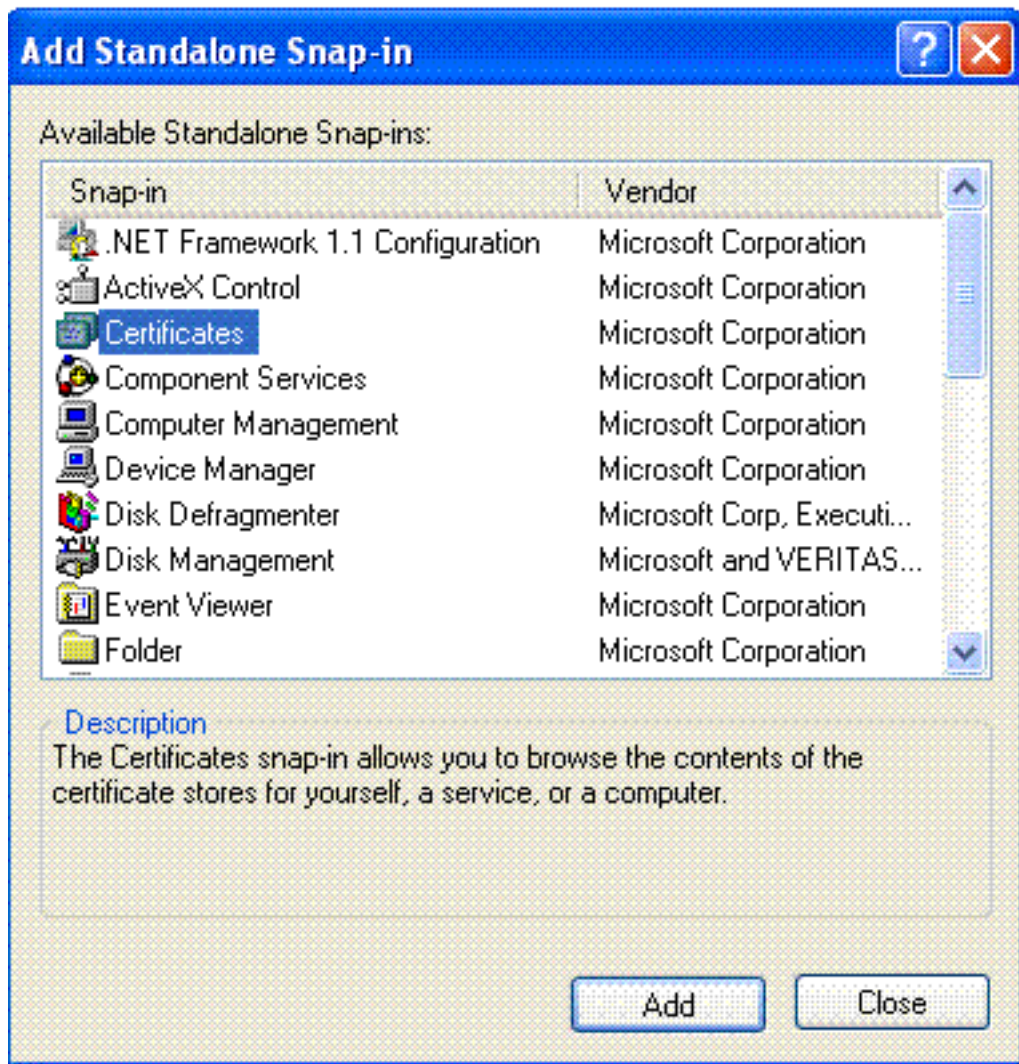 Add Standalone Snap-in
Available Standalone Snap-ins:
Snap-in Vendor
.NET Framework 1.1 Configuration Microsoft Corporation
ActiveX Control Microsoft Corporation
Certificates Microsoft Corporation
Component Services Microsoft Corporation
Computer Management Microsoft Corporation
Device Manager Microsoft Corporation
Disk Defragmenter Microsoft Corp, Executi...
Disk Management Microsoft and VERITAS...
Event Viewer Microsoft Corporation
Folder Microsoft Corporation
Description
The Certificates snap-in allows you to browse the contents of the
certificate stores for yourself, a service, or a computer.
Add Close